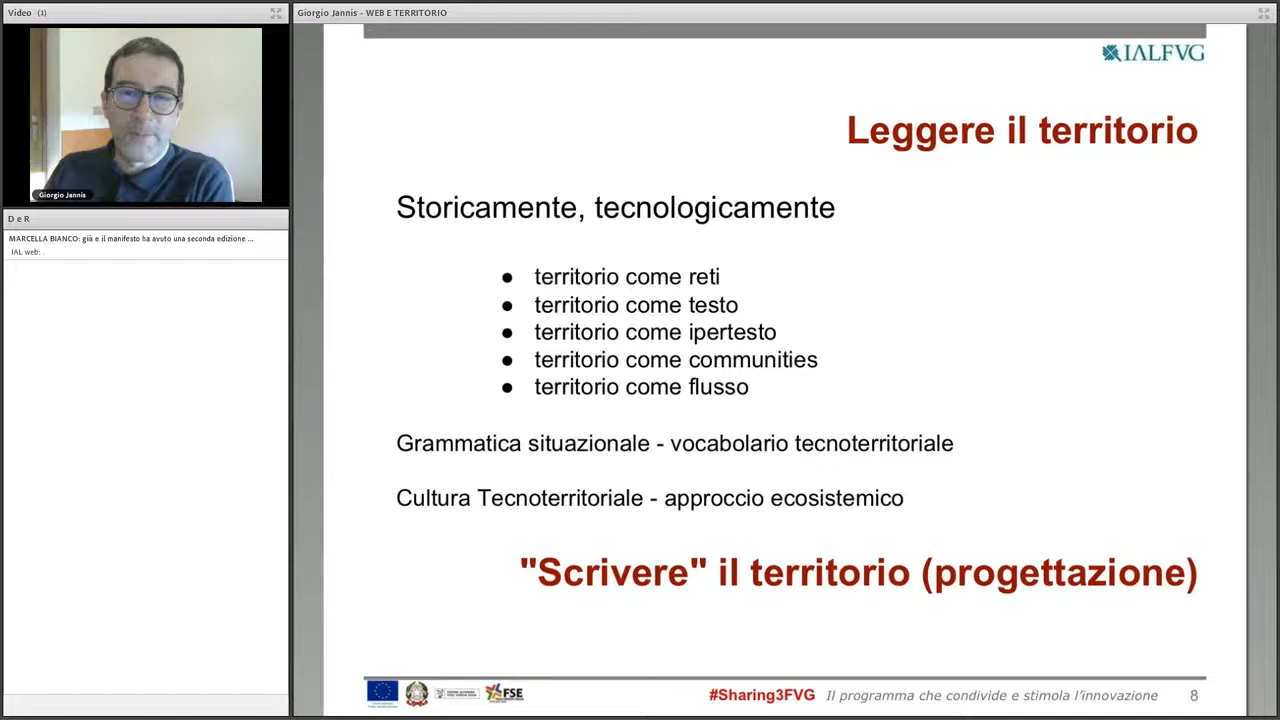 Video (1)
Giorgio Jannis - WEB E TERRITORIO
Giorgio Jannis
D e R
MARCELLA BIANCO: già e il manifesto ha avuto una seconda edizione ...
IAL web: .
IALFVG
Leggere il territorio
Storicamente, tecnologicamente
● territorio come reti
● territorio come testo
● territorio come ipertesto
● territorio come communities
● territorio come flusso
Grammatica situazionale - vocabolario tecnoterritoriale
Cultura Tecnoterritoriale - approccio ecosistemico
"Scrivere" il territorio (progettazione)
FSE
#Sharing3FVG Il programma che condivide e stimola l'innovazione 8